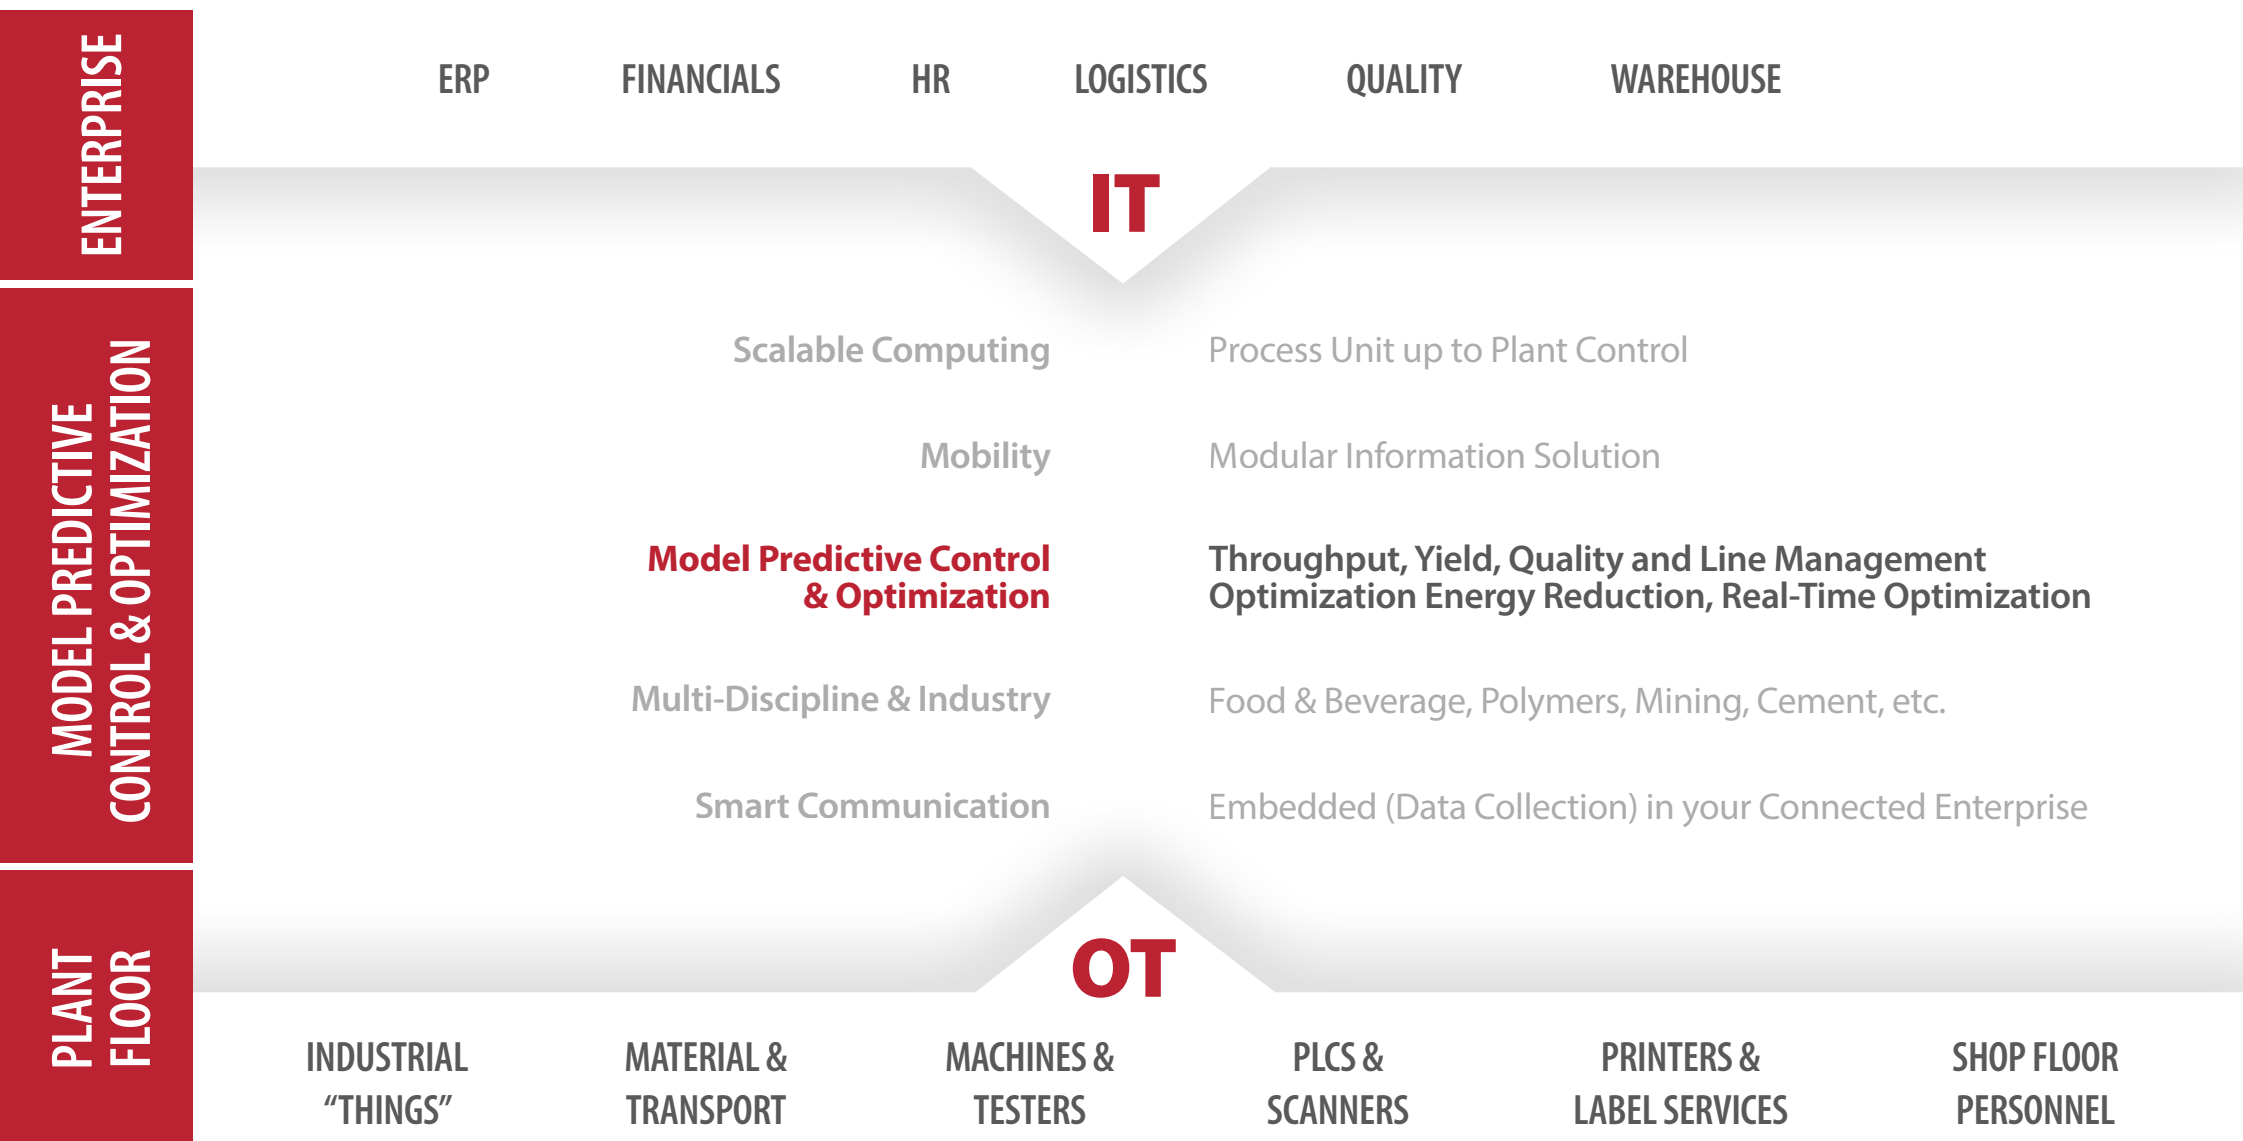 ENTERPRISE
ERP FINANCIALS HR LOGISTICS QUALITY WAREHOUSE
IT
MODEL PREDICTIVE
CONTROL & OPTIMIZATION
Scalable Computing Process Unit up to Plant Control
Mobility Modular Information Solution
Model Predictive Control Throughput, Yield, Quality and Line Management
& Optimization Optimization Energy Reduction, Real-Time Optimization
Multi-Discipline & Industry Food & Beverage, Polymers, Mining, Cement, etc.
Smart Communication Embedded (Data Collection) in your Connected Enterprise
PLANT
FLOOR
OT
INDUSTRIAL MATERIAL & MACHINES & PLCS & PRINTERS & SHOP FLOOR
“THINGS” TRANSPORT TESTERS SCANNERS LABEL SERVICES PERSONNEL